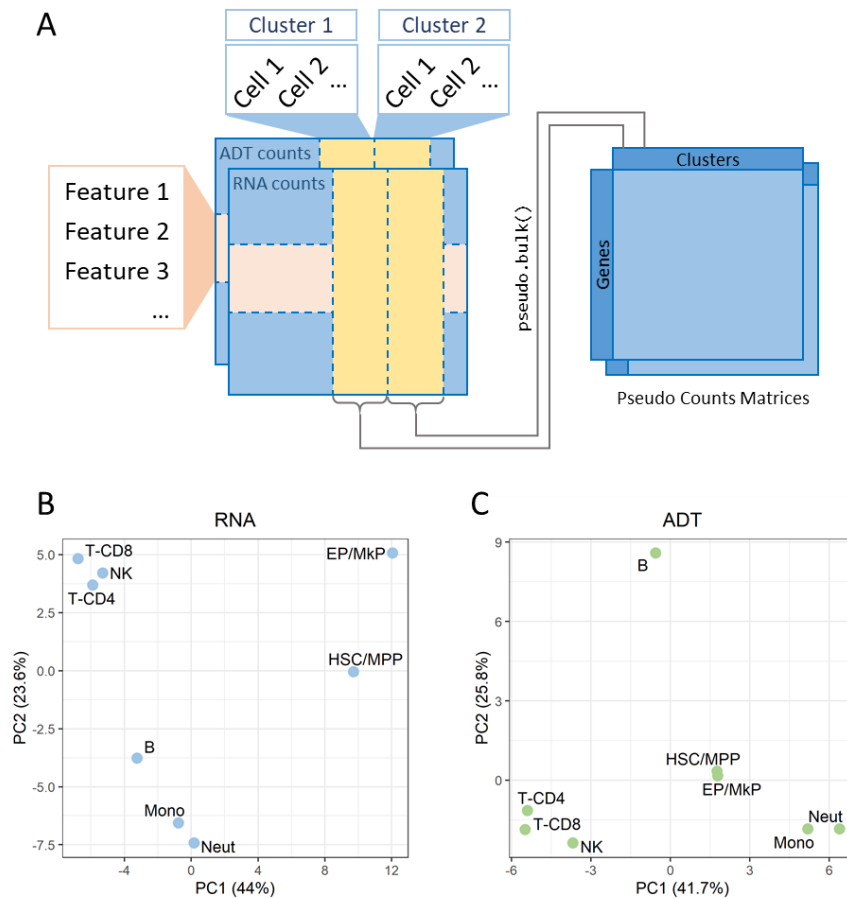 A
Cluster 1
Cluster 2
Cell 1
Cell 2
...
Cell 1
Cell 2
...
ADT counts
RNA counts
Feature 1
Feature 2
Feature 3
...
pseudo.bulk()
Clusters
Genes
Pseudo Counts Matrices
B
RNA
T-CD8
NK
T-CD4
EP/MkP
HSC/MPP
B
Mono
Neut
5.0
2.5
0.0
-2.5
-5.0
-7.5
PC2 (23.6%)
-4
0
4
8
12
PC1 (44%)
C
ADT
B
HSC/MPP
EP/MkP
T-CD4
T-CD8
NK
Neut
Mono
9
6
3
0
PC2 (25.8%)
-6
-3
0
3
6
PC1 (41.7%)